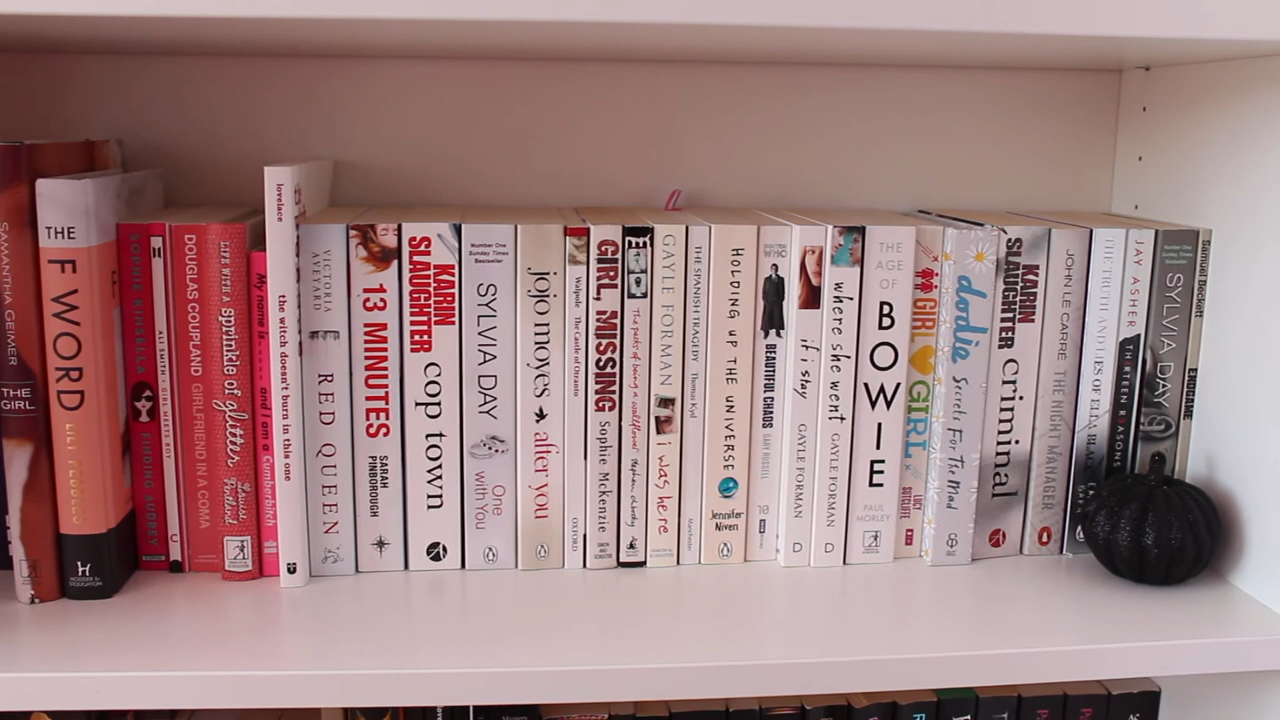 SAMANTHA GEIMER
THE GIRL
THE F WORD LILY PEBBLES
H
HODDER & STOUGHTON
SOPHIE KINSELLA FINDING AUDREY
ALI SMITH • GIRL MEETS BOY
DOUGLAS COUPLAND GIRLFRIEND IN A COMA
LIFE WITH A sprinkle of glitter Louise Pentland
My name is----- and I am a Cumberbitch
lovelace the witch doesn't burn in this one
VICTORIA AVEYARD RED QUEEN
13 MINUTES SARAH PINBOROUGH
KARIN SLAUGHTER cop town
Number One Sunday Times Bestseller
SYLVIA DAY One with You
jojo moyes after you
Walpole The Castle of Otranto OXFORD
GIRL, MISSING Sophie McKenzie
The perks of being a wallflower Stephen Chbosky
GAYLE FORMAN i was here
THE SPANISH TRAGEDY Thomas Kyd Manchester
HOLDING UP THE UNIVERSE Jennifer Niven
DOCTOR WHO BEAUTIFUL CHAOS GARY RUSSELL
if i stay GAYLE FORMAN D
where she went GAYLE FORMAN D
THE AGE OF BOWIE PAUL MORLEY
GIRL GIRL LUCY SUTCLIFFE
dodie Secrets For The Mad
KARIN SLAUGHTER criminal
JOHN LE CARRÉ THE NIGHT MANAGER
THE TRUTH AND LIES OF ELLA BLACK
JAY ASHER THIRTEEN REASONS
Number One Sunday Times Bestseller
SYLVIA DAY
Samuel Beckett ENDGAME